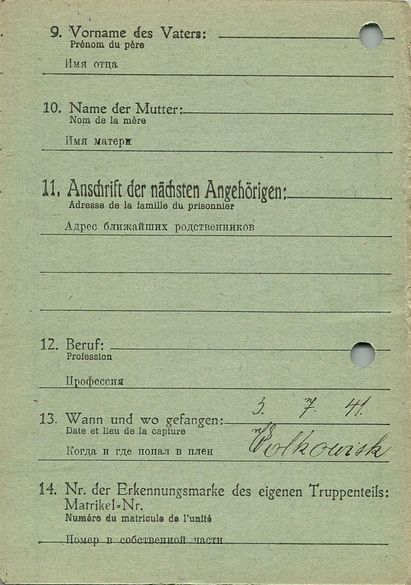 9. Vorname des Vaters:
Prénom du père
Имя отца
10. Name der Mutter:
Nom de la mère
Имя матери
11. Anschrift der nächsten Angehörigen:
Adresse de la famille du prisonnier
Адрес ближайших родственников
12. Beruf:
Profession
Профессия
13. Wann und wo gefangen: 3. 7. 41.
Date et lieu de la capture
Когда и где попал в плен Wolkowisk
14. Nr. der Erkennungsmarke des eigenen Truppenteils:
Matrikel=Nr.
Numéro du matricule de l'unité
Номер в собственной части